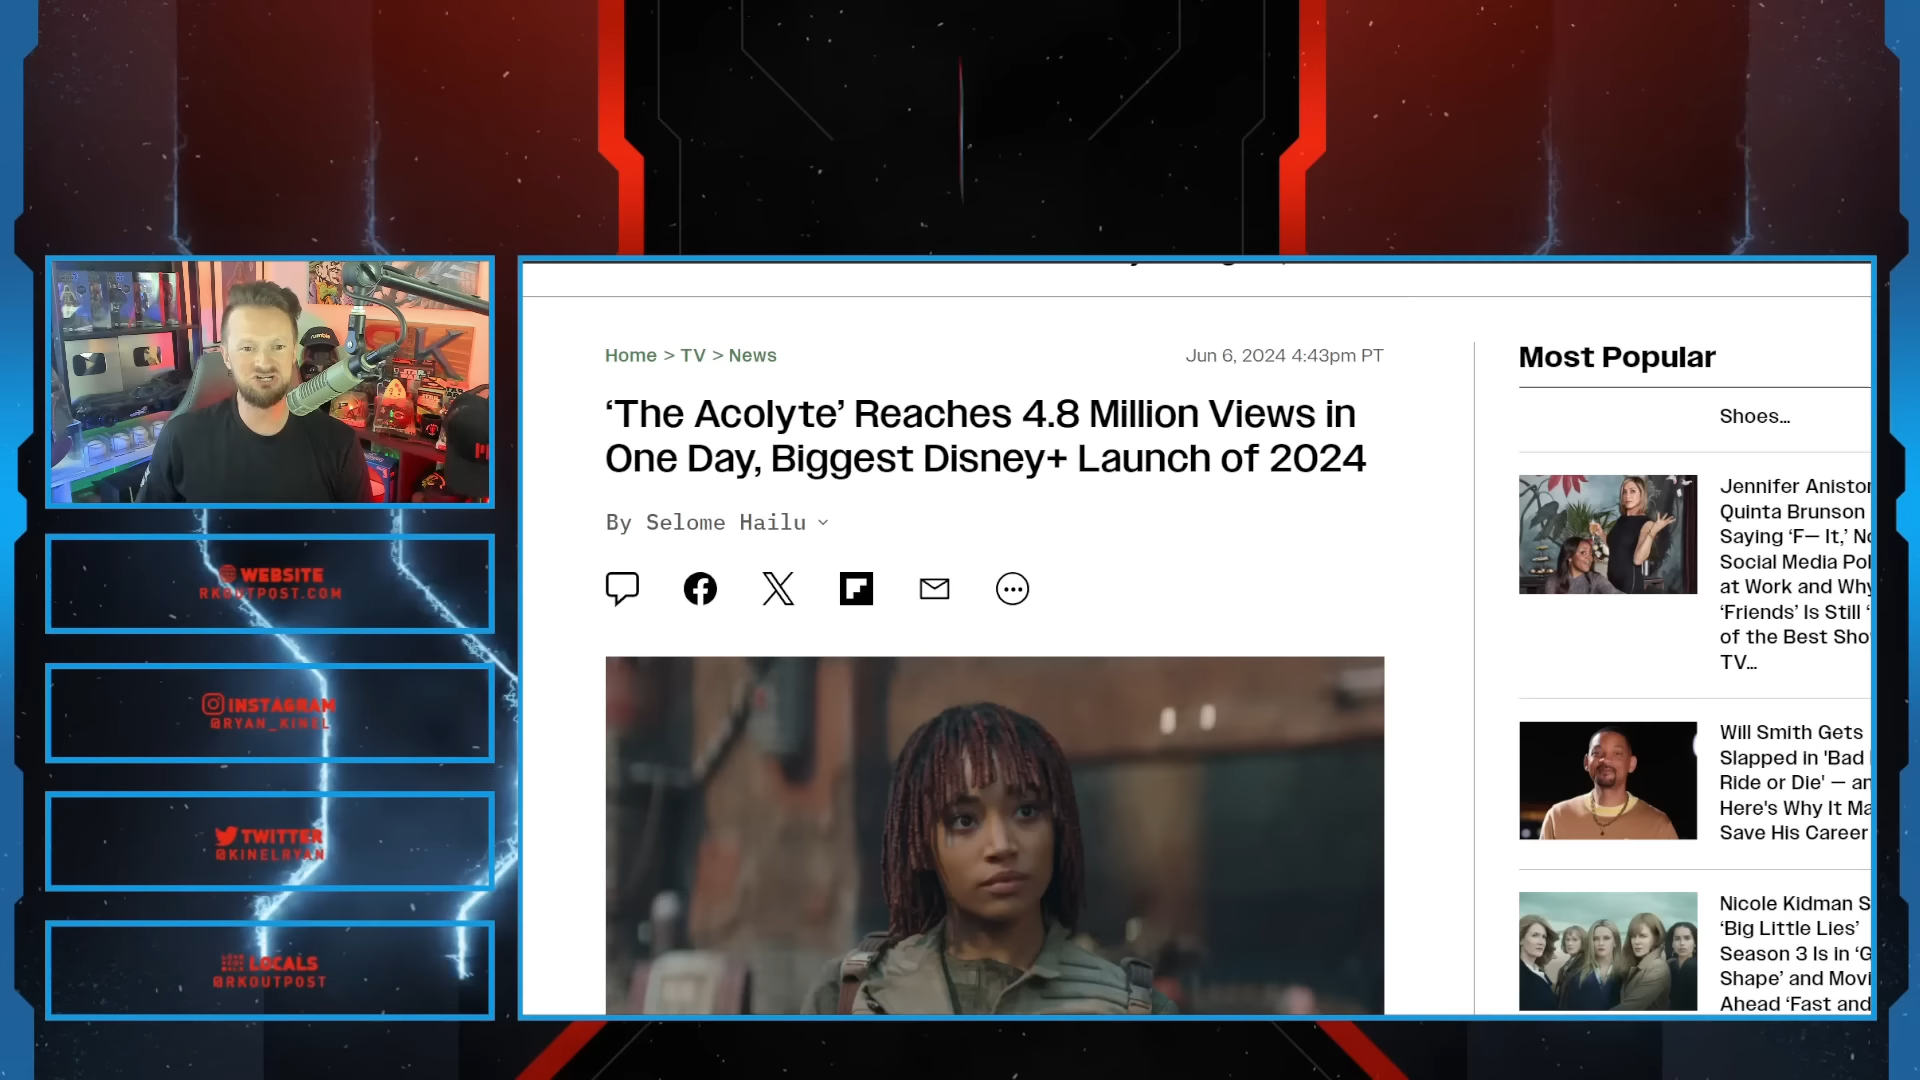 WEBSITE
RKOUTPOST.COM
INSTAGRAM
@RYAN_KINEL
TWITTER
@KINELRYAN
LOCALS
@RKOUTPOST
Home > TV > News
Jun 6, 2024 4:43pm PT
‘The Acolyte’ Reaches 4.8 Million Views in
One Day, Biggest Disney+ Launch of 2024
By Selome Hailu
Most Popular
Shoes...
Jennifer Aniston
Quinta Brunson
Saying ‘F— It,’
Social Media
at Work and Why
‘Friends’ Is Still
of the Best
TV...
Will Smith Gets
Slapped in 'Bad
Ride or Die' —
Here's Why It
Save His Career
Nicole Kidman
‘Big Little Lies’
Season 3 Is in
Shape’ and
Ahead ‘Fast and